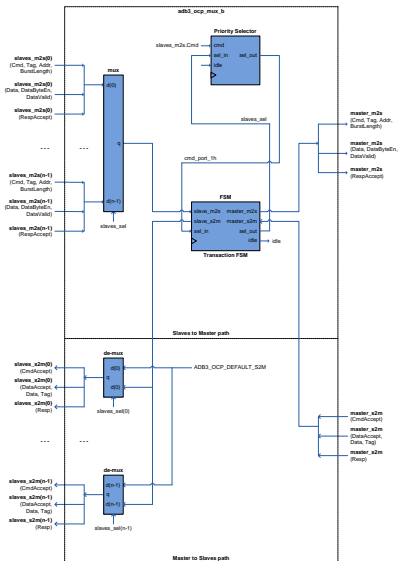 adb3_ocp_mux_b
Priority Selector
slaves_m2s.Cmd
cmd
sel_in
sel_out
idle
slaves_m2s(0)
(Cmd, Tag, Addr,
BurstLength)
slaves_m2s(0)
(Data, DataByteEn,
DataValid)
slaves_m2s(0)
(RespAccept)
--- ---
slaves_m2s(n-1)
(Cmd, Tag, Addr,
BurstLength)
slaves_m2s(n-1)
(Data, DataByteEn,
DataValid)
slaves_m2s(n-1)
(RespAccept)
mux
d(0)
q
d(n-1)
slaves_sel
slaves_sel
cmd_port_1h
FSM
slave_m2s master_m2s
slave_s2m master_s2m
sel_in sel_out
idle
idle
Transaction FSM
master_m2s
(Cmd, Tag, Addr,
BurstLength)
master_m2s
(Data, DataByteEn,
DataValid)
master_m2s
(RespAccept)
Slaves to Master path
slaves_s2m(0)
(CmdAccept)
slaves_s2m(0)
(DataAccept,
Data, Tag)
slaves_s2m(0)
(Resp)
de-mux
d(0)
q
d(0)
slaves_sel(0)
ADB3_OCP_DEFAULT_S2M
--- ---
master_s2m
(CmdAccept)
master_s2m
(DataAccept,
Data, Tag)
master_s2m
(Resp)
slaves_s2m(n-1)
(CmdAccept)
slaves_s2m(n-1)
(DataAccept,
Data, Tag)
slaves_s2m(n-1)
(Resp)
de-mux
d(n-1)
q
d(n-1)
slaves_sel(n-1)
Master to Slaves path